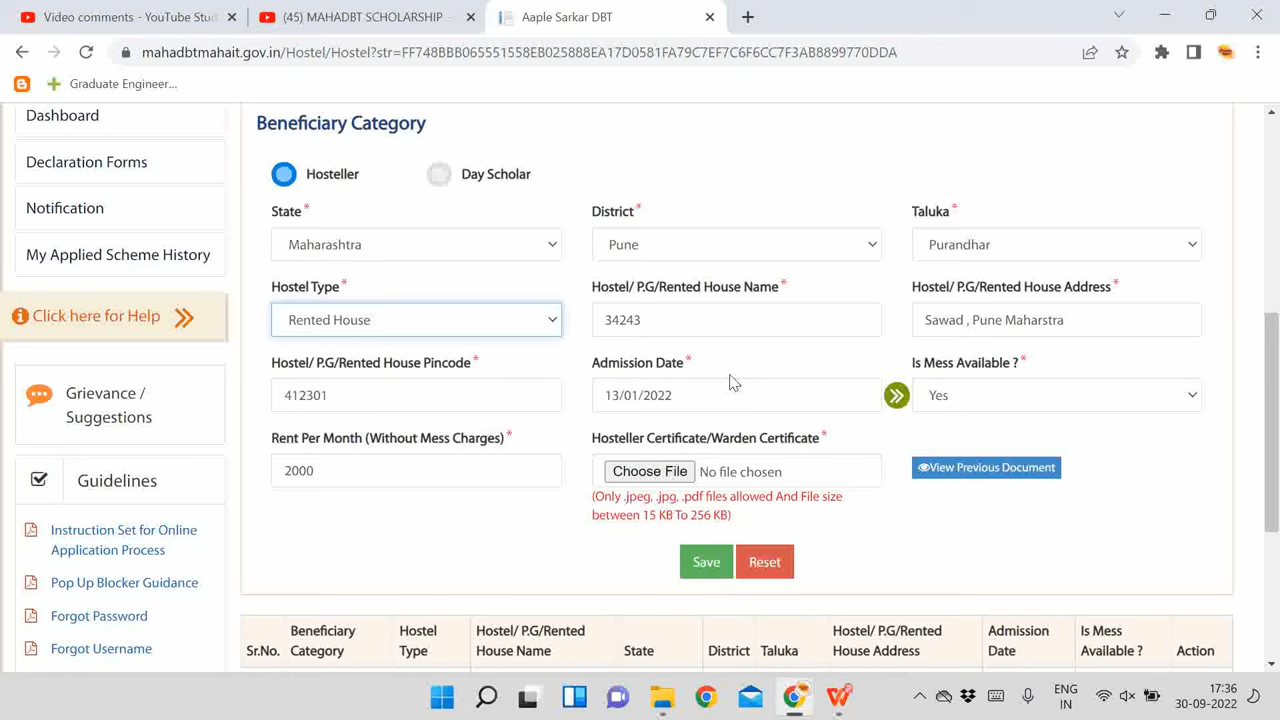 Video comments - YouTube Stu
(45) MAHADBT SCHOLARSHIP
Aaple Sarkar DBT
mahadbtmahait.gov.in/Hostel/Hostel?str=FF748BBB065551558EB025888EA17D0581FA79C7EF7C6F6CC7F3AB8899770DDA
Graduate Engineer...
Dashboard
Declaration Forms
Notification
My Applied Scheme History
Click here for Help
Grievance /
Suggestions
Guidelines
Instruction Set for Online
Application Process
Pop Up Blocker Guidance
Forgot Password
Forgot Username
Beneficiary Category
Hosteller
Day Scholar
State *
District *
Taluka *
Maharashtra
Pune
Purandhar
Hostel Type *
Hostel/ P.G/Rented House Name *
Hostel/ P.G/Rented House Address *
Rented House
34243
Sawad , Pune Maharstra
Hostel/ P.G/Rented House Pincode *
Admission Date *
Is Mess Available ? *
412301
13/01/2022
Yes
Rent Per Month (Without Mess Charges) *
Hosteller Certificate/Warden Certificate *
2000
Choose File No file chosen
View Previous Document
(Only .jpeg, .jpg, .pdf files allowed And File size
between 15 KB To 256 KB)
Save
Reset
Sr.No.
Beneficiary
Category
Hostel
Type
Hostel/ P.G/Rented
House Name
State
District
Taluka
Hostel/ P.G/Rented
House Address
Admission
Date
Is Mess
Available ?
Action
ENG
IN
17:36
30-09-2022